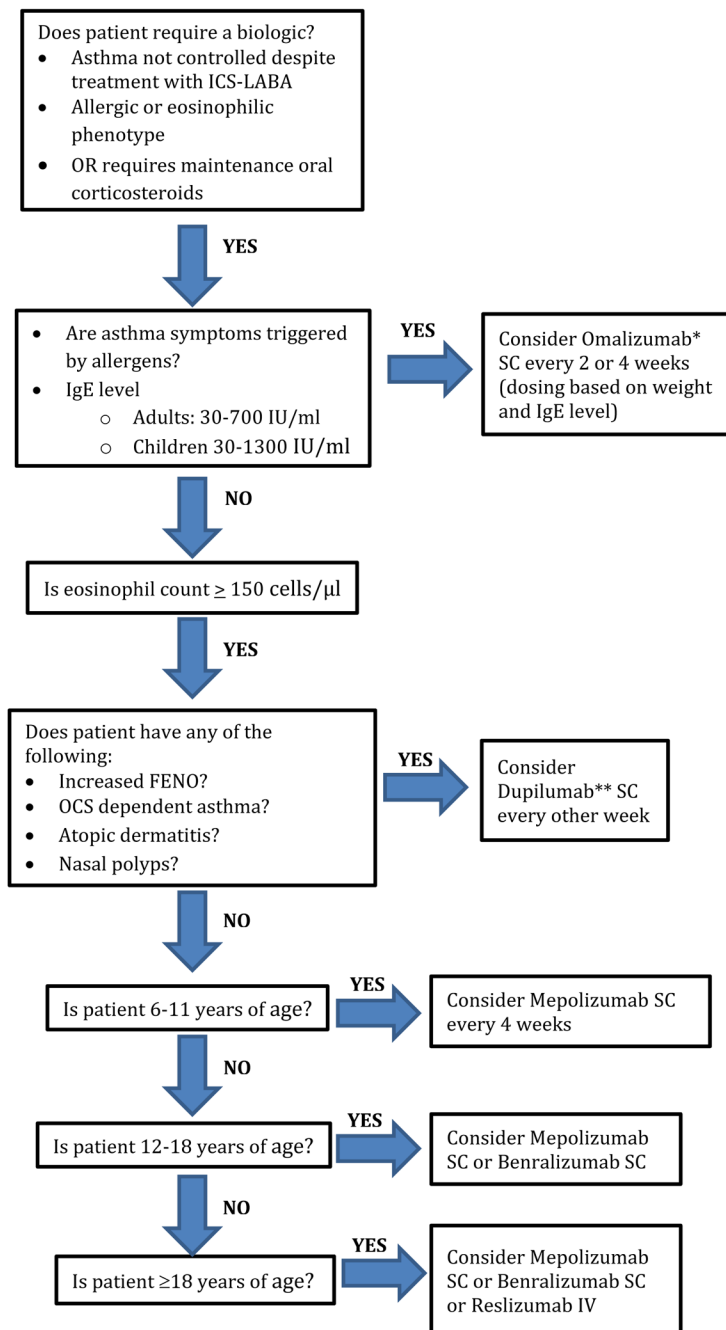 Does patient require a biologic?
• Asthma not controlled despite
treatment with ICS-LABA
• Allergic or eosinophilic
phenotype
• OR requires maintenance oral
corticosteroids
YES
• Are asthma symptoms triggered
by allergens?
• IgE level
o Adults: 30-700 IU/ml
o Children 30-1300 IU/ml
YES
Consider Omalizumab*
SC every 2 or 4 weeks
(dosing based on weight
and IgE level)
NO
Is eosinophil count ≥ 150 cells/µl
YES
Does patient have any of the
following:
• Increased FENO?
• OCS dependent asthma?
• Atopic dermatitis?
• Nasal polyps?
YES
Consider
Dupilumab** SC
every other week
NO
Is patient 6-11 years of age?
YES
Consider Mepolizumab SC
every 4 weeks
NO
Is patient 12-18 years of age?
YES
Consider Mepolizumab
SC or Benralizumab SC
NO
Is patient ≥18 years of age?
YES
Consider Mepolizumab
SC or Benralizumab SC
or Reslizumab IV